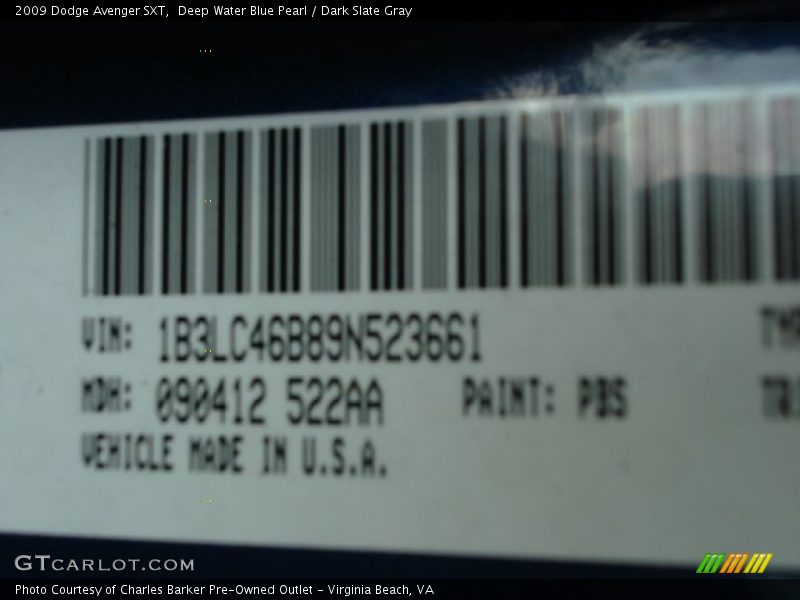 2009 Dodge Avenger SXT,  Deep Water Blue Pearl / Dark Slate Gray
VIN: 1B3LC46B89N523661
MDH: 090412 522AA PAINT: PBS
VEHICLE MADE IN U.S.A.
GTCARLOT.COM
Photo Courtesy of Charles Barker Pre-Owned Outlet - Virginia Beach, VA